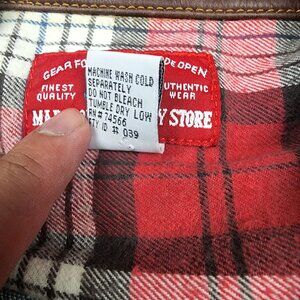 GEAR FO
DE OPEN
FINEST
QUALITY
AUTHENTIC
WEAR
STORE
MACHINE WASH COLD
SEPARATELY
DO NOT BLEACH
TUMBLE DRY LOW
RN# 74566
ID # 039